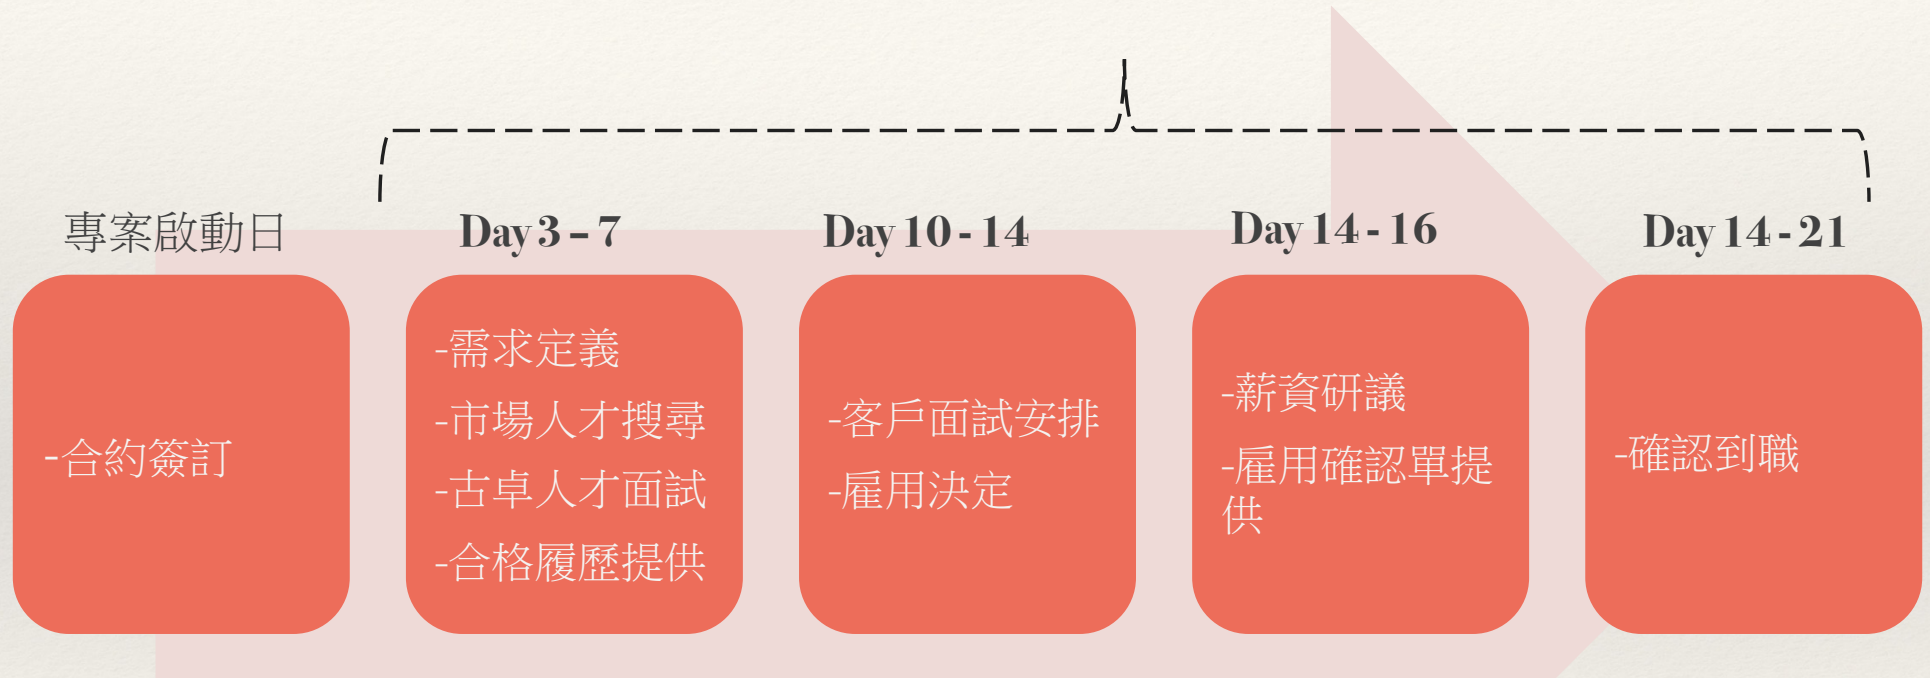 專案啟動日
-合約簽訂
Day 3 – 7
-需求定義
-市場人才搜尋
-古卓人才面試
-合格履歷提供
Day 10 - 14
-客戶面試安排
-雇用決定
Day 14 - 16
-薪資研議
-雇用確認單提
供
Day 14 - 21
-確認到職